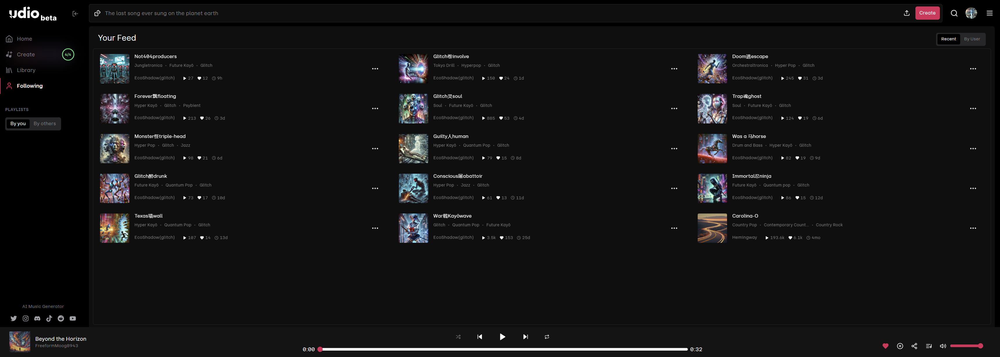 udio beta
The last song ever sung on the planet earth
Create
Home
Create
4/4
Library
Following
PLAYLISTS
By you By others
AI Music Generator
Your Feed
Recent By User
Not404producers
Jungletronica · Future Kayō · Glitch
EcoShadow(glitch) 27 12 9h
Glitch卷involve
Tokyo Drill · Hyperpop · Glitch
EcoShadow(glitch) 150 24 1d
Doom逃escape
Orchestraltronica · Hyper Pop · Glitch
EcoShadow(glitch) 245 31 3d
Forever飘floating
Hyper Kayō · Glitch · Psybient
EcoShadow(glitch) 213 26 3d
Glitch灵soul
Soul · Future Kayō · Glitch
EcoShadow(glitch) 885 53 4d
Trap魂ghost
Soul · Future Kayō · Glitch
EcoShadow(glitch) 124 19 6d
Monster怪triple-head
Hyper Pop · Glitch · Jazz
EcoShadow(glitch) 98 21 6d
Guilty人human
Hyper Kayō · Quantum Pop · Glitch
EcoShadow(glitch) 79 15 8d
Was a 马horse
Drum and Bass · Hyper Kayō · Glitch
EcoShadow(glitch) 82 19 9d
Glitch醉drunk
Future Kayō · Quantum Pop · Glitch
EcoShadow(glitch) 73 17 10d
Conscious屠abattoir
Hyper Pop · Jazz · Glitch
EcoShadow(glitch) 61 13 11d
Immortal忍ninja
Future Kayō · Quantum pop · Glitch
EcoShadow(glitch) 86 15 12d
Texas墙wall
Hyper Kayō · Quantum Pop · Glitch
EcoShadow(glitch) 107 14 13d
War戦Kayōwave
Glitch · Quantum Pop · Future Kayō
EcoShadow(glitch) 3.5k 153 25d
Carolina-O
Country Pop · Contemporary Count... · Country Rock
Hemingway 193.6k 6.1k 4mo
Beyond the Horizon
FreeformMoog8943
0:00 0:32